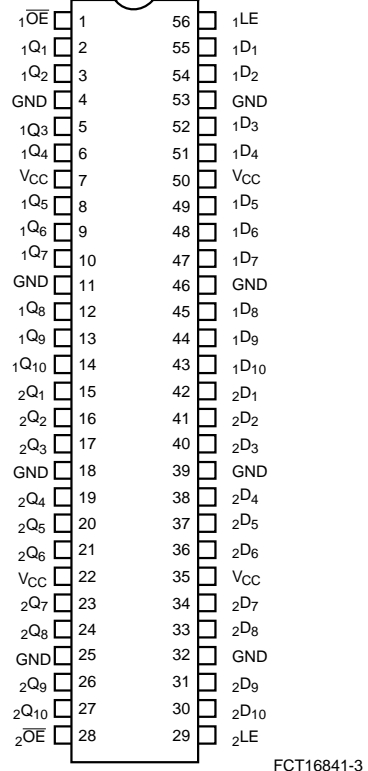 1OE 1 56 1LE
1Q1 2 55 1D1
1Q2 3 54 1D2
GND 4 53 GND
1Q3 5 52 1D3
1Q4 6 51 1D4
VCC 7 50 VCC
1Q5 8 49 1D5
1Q6 9 48 1D6
1Q7 10 47 1D7
GND 11 46 GND
1Q8 12 45 1D8
1Q9 13 44 1D9
1Q10 14 43 1D10
2Q1 15 42 2D1
2Q2 16 41 2D2
2Q3 17 40 2D3
GND 18 39 GND
2Q4 19 38 2D4
2Q5 20 37 2D5
2Q6 21 36 2D6
VCC 22 35 VCC
2Q7 23 34 2D7
2Q8 24 33 2D8
GND 25 32 GND
2Q9 26 31 2D9
2Q10 27 30 2D10
2OE 28 29 2LE
FCT16841-3